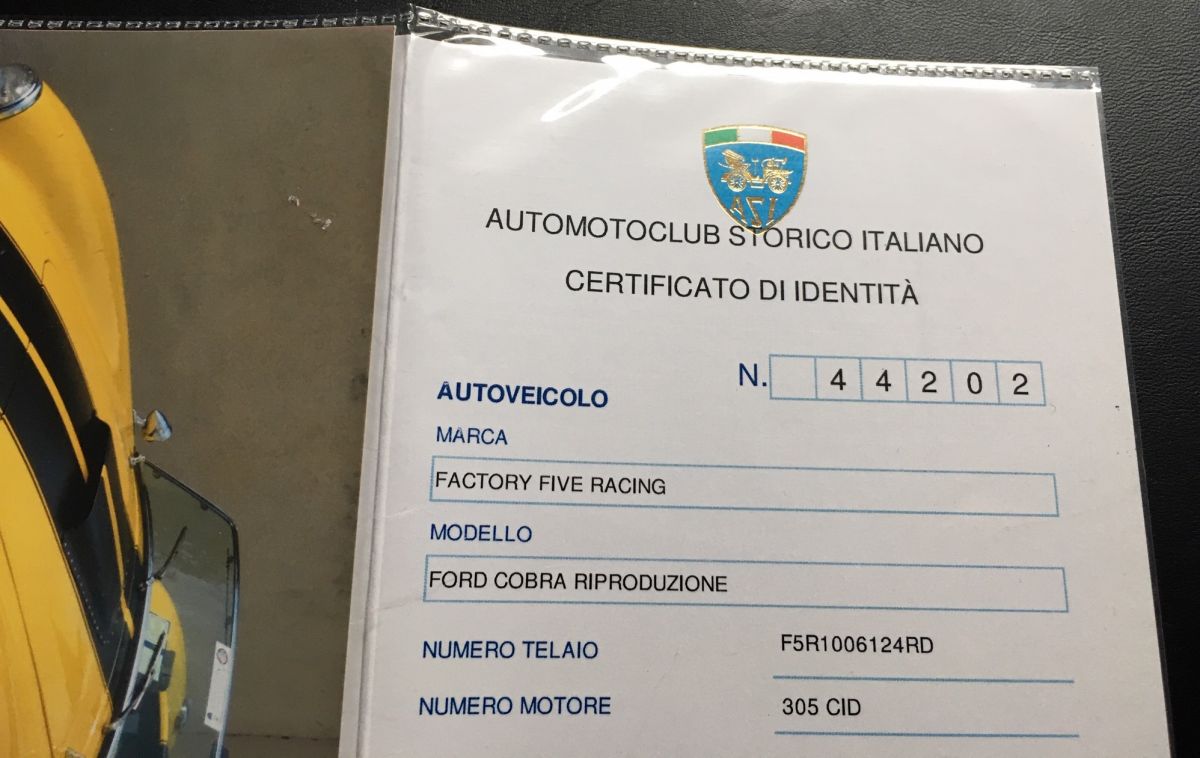 ASI
AUTOMOTOCLUB STORICO ITALIANO
CERTIFICATO DI IDENTITÀ
N. 44202
AUTOVEICOLO
MARCA
FACTORY FIVE RACING
MODELLO
FORD COBRA RIPRODUZIONE
NUMERO TELAIO F5R1006124RD
NUMERO MOTORE 305 CID